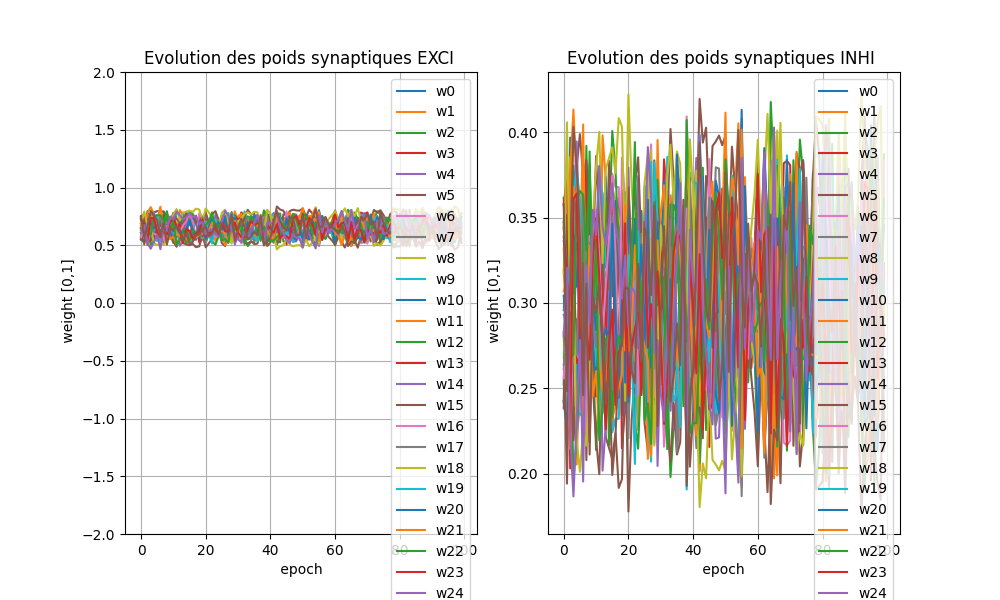 Evolution des poids synaptiques EXCI
weight [0,1]
2.0
1.5
1.0
0.5
0.0
−0.5
−1.0
−1.5
−2.0
0
20
40
60
80
100
epoch
w0
w1
w2
w3
w4
w5
w6
w7
w8
w9
w10
w11
w12
w13
w14
w15
w16
w17
w18
w19
w20
w21
w22
w23
w24
Evolution des poids synaptiques INHI
weight [0,1]
0.40
0.35
0.30
0.25
0.20
0
20
40
60
80
100
epoch
w0
w1
w2
w3
w4
w5
w6
w7
w8
w9
w10
w11
w12
w13
w14
w15
w16
w17
w18
w19
w20
w21
w22
w23
w24